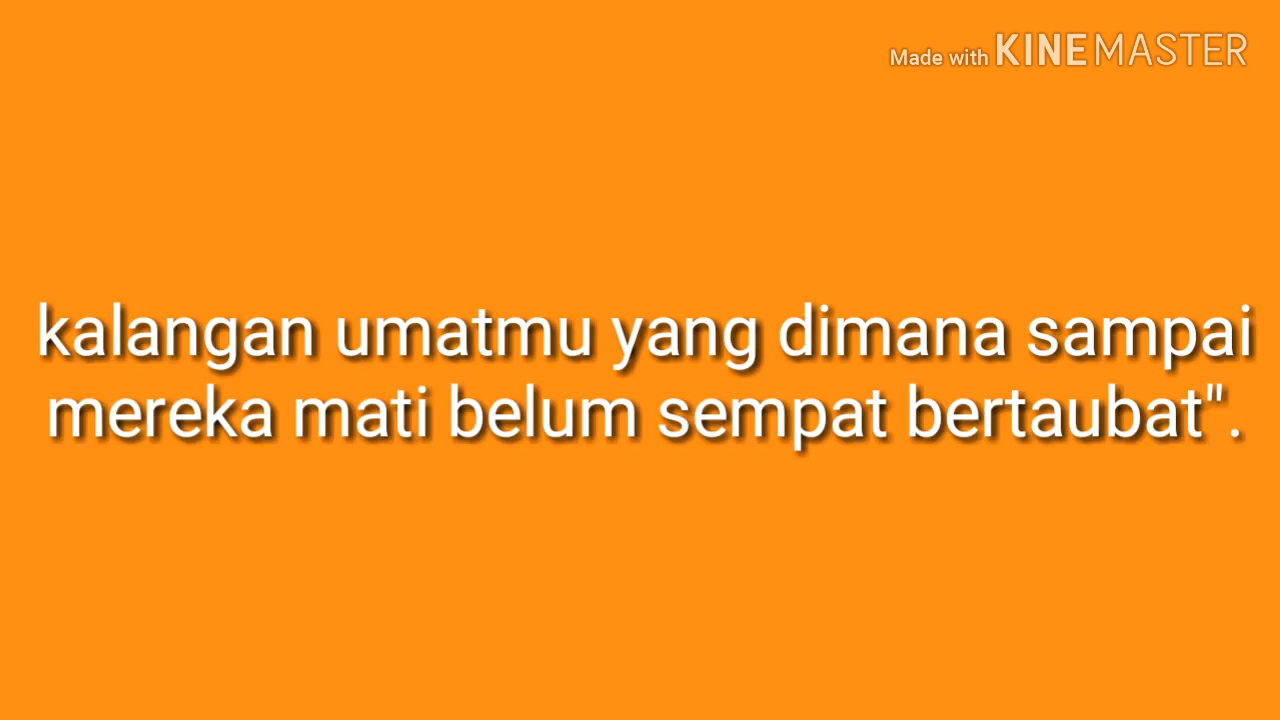 Made with KINEMASTER
kalangan umatmu yang dimana sampai
mereka mati belum sempat bertaubat".